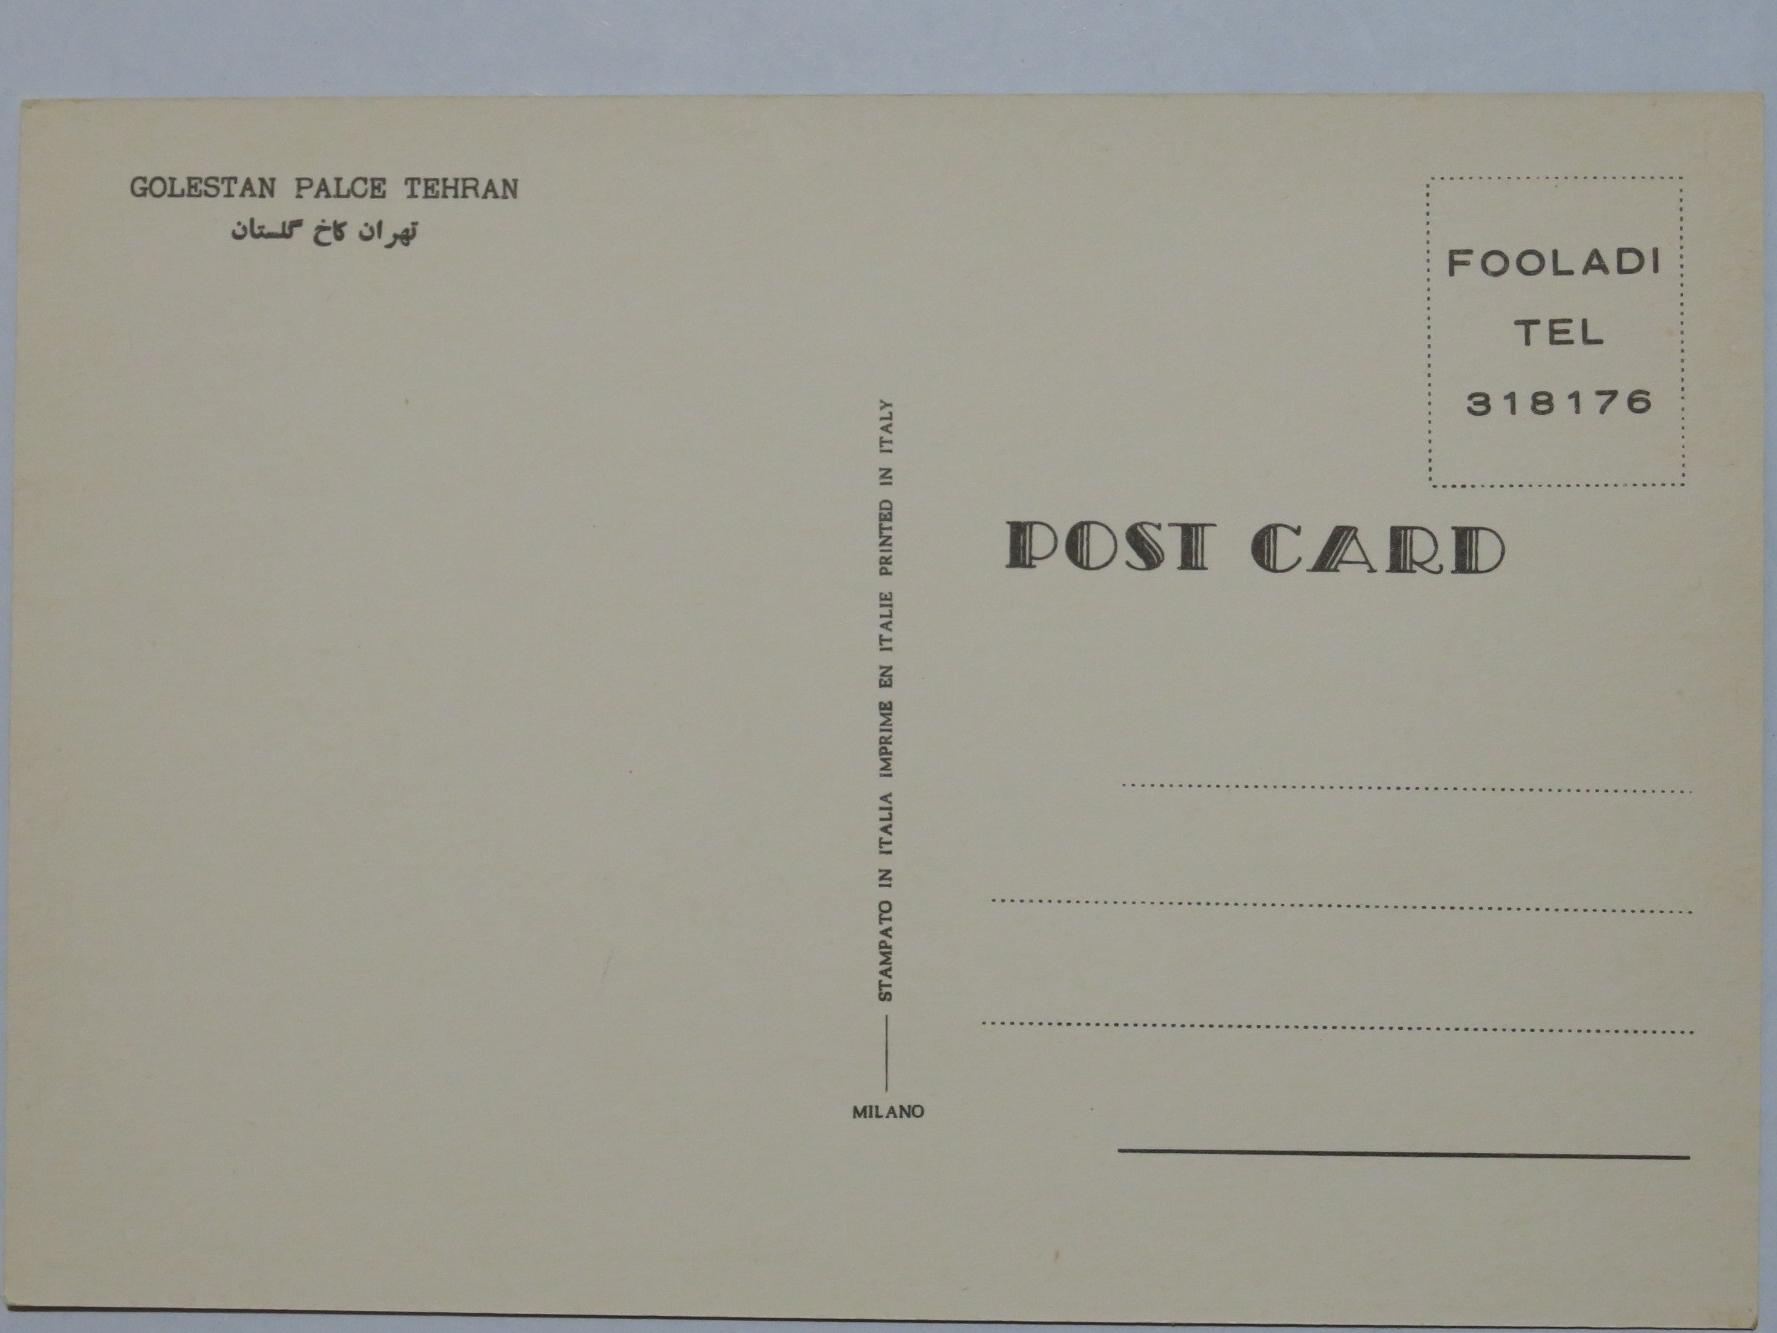 GOLESTAN PALCE TEHRAN
تهران کاخ گلستان
FOOLADI
TEL
318176
POST CARD
STAMPATO IN ITALIA IMPRIME EN ITALIE PRINTED IN ITALY
MILANO